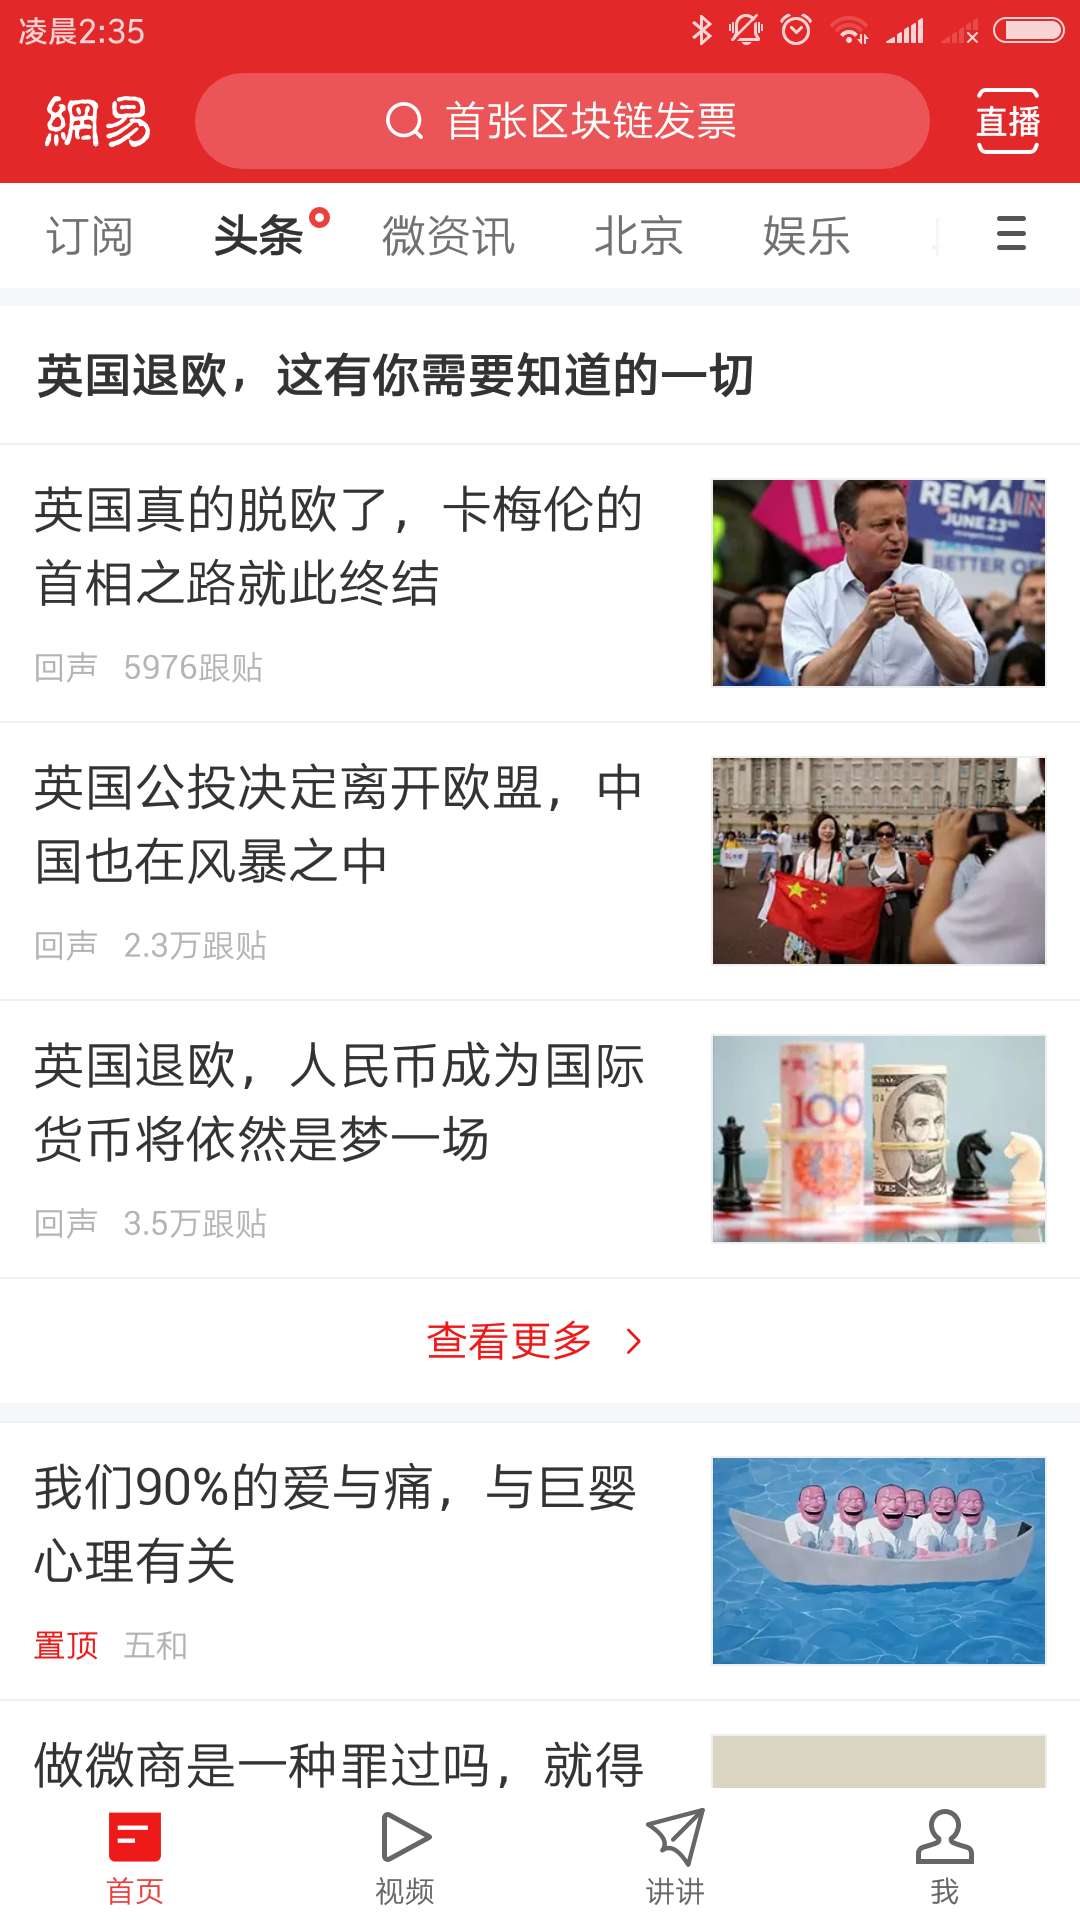 凌晨2:35
網易
首张区块链发票
直播
订阅
头条
微资讯
北京
娱乐
英国退欧，这有你需要知道的一切
英国真的脱欧了，卡梅伦的
首相之路就此终结
回声 5976跟贴
REMAIN
JUNE 23RD
BETTER OFF
英国公投决定离开欧盟，中
国也在风暴之中
回声 2.3万跟贴
英国退欧，人民币成为国际
货币将依然是梦一场
回声 3.5万跟贴
100
查看更多
我们90%的爱与痛，与巨婴
心理有关
置顶 五和
做微商是一种罪过吗，就得
首页
视频
讲讲
我